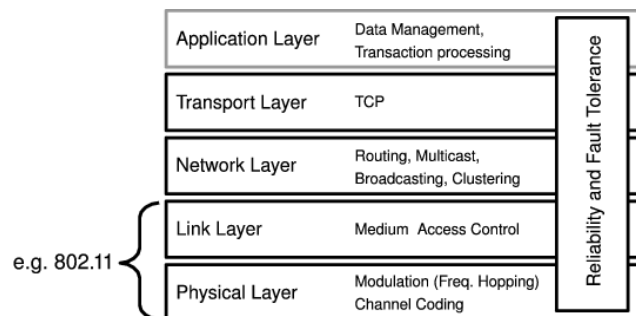 Application Layer
Data Management,
Transaction processing
Transport Layer
TCP
Network Layer
Routing, Multicast,
Broadcasting, Clustering
Link Layer
Medium Access Control
e.g. 802.11
Physical Layer
Modulation (Freq. Hopping)
Channel Coding
Reliability and Fault Tolerance